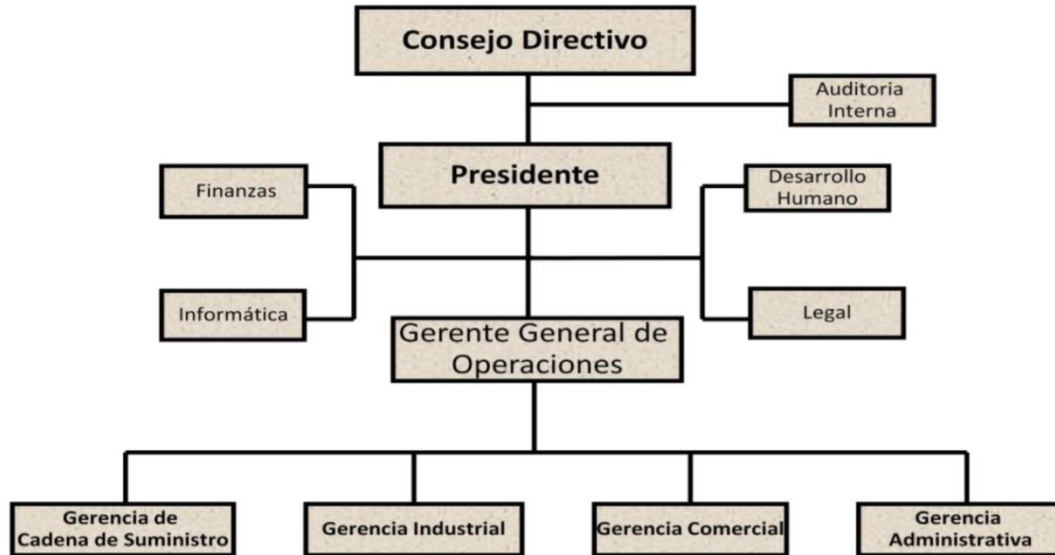 Consejo Directivo
Auditoria
Interna
Presidente
Finanzas
Desarrollo
Humano
Informática
Legal
Gerente General de
Operaciones
Gerencia de
Cadena de Suministro
Gerencia Industrial
Gerencia Comercial
Gerencia
Administrativa